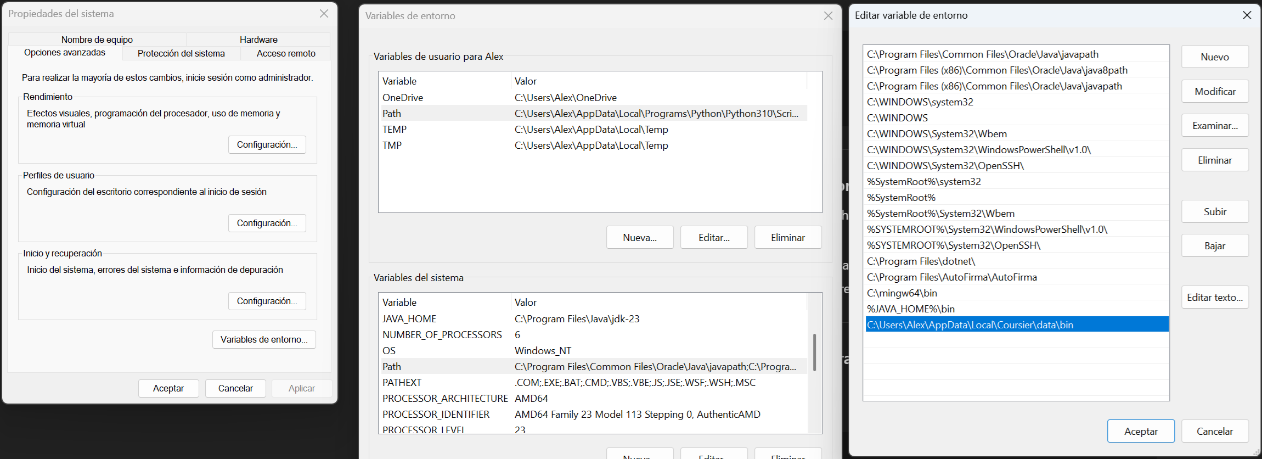 Propiedades del sistema
Nombre de equipo Hardware
Opciones avanzadas Protección del sistema Acceso remoto
Para realizar la mayoría de estos cambios, inicie sesión como administrador.
Rendimiento
Efectos visuales, programación del procesador, uso de memoria y
memoria virtual
Configuración...
Perfiles de usuario
Configuración del escritorio correspondiente al inicio de sesión
Configuración...
Inicio y recuperación
Inicio del sistema, errores del sistema e información de depuración
Configuración...
Variables de entorno...
Aceptar Cancelar Aplicar
Variables de entorno
Variables de usuario para Alex
Variable Valor
OneDrive C:\Users\Alex\OneDrive
Path C:\Users\Alex\AppData\Local\Programs\Python\Python310\Scri...
TEMP C:\Users\Alex\AppData\Local\Temp
TMP C:\Users\Alex\AppData\Local\Temp
Nueva... Editar... Eliminar
Variables del sistema
Variable Valor
JAVA_HOME C:\Program Files\Java\jdk-23
NUMBER_OF_PROCESSORS 6
OS Windows_NT
Path C:\Program Files\Common Files\Oracle\Java\javapath;C:\Progra...
PATHEXT .COM;.EXE;.BAT;.CMD;.VBS;.VBE;.JS;.JSE;.WSF;.WSH;.MSC
PROCESSOR_ARCHITECTURE AMD64
PROCESSOR_IDENTIFIER AMD64 Family 23 Model 113 Stepping 0, AuthenticAMD
PROCESSOR_LEVEL 23
Nueva... Editar... Eliminar
Editar variable de entorno
C:\Program Files\Common Files\Oracle\Java\javapath
C:\Program Files (x86)\Common Files\Oracle\Java\java8path
C:\Program Files (x86)\Common Files\Oracle\Java\javapath
C:\WINDOWS\system32
C:\WINDOWS
C:\WINDOWS\System32\Wbem
C:\WINDOWS\System32\WindowsPowerShell\v1.0\
C:\WINDOWS\System32\OpenSSH\
%SystemRoot%\system32
%SystemRoot%
%SystemRoot%\System32\Wbem
%SYSTEMROOT%\System32\WindowsPowerShell\v1.0\
%SYSTEMROOT%\System32\OpenSSH\
C:\Program Files\dotnet\
C:\Program Files\AutoFirma\AutoFirma
C:\mingw64\bin
%JAVA_HOME%\bin
C:\Users\Alex\AppData\Local\Coursier\data\bin
Nuevo
Modificar
Examinar...
Eliminar
Subir
Bajar
Editar texto...
Aceptar Cancelar